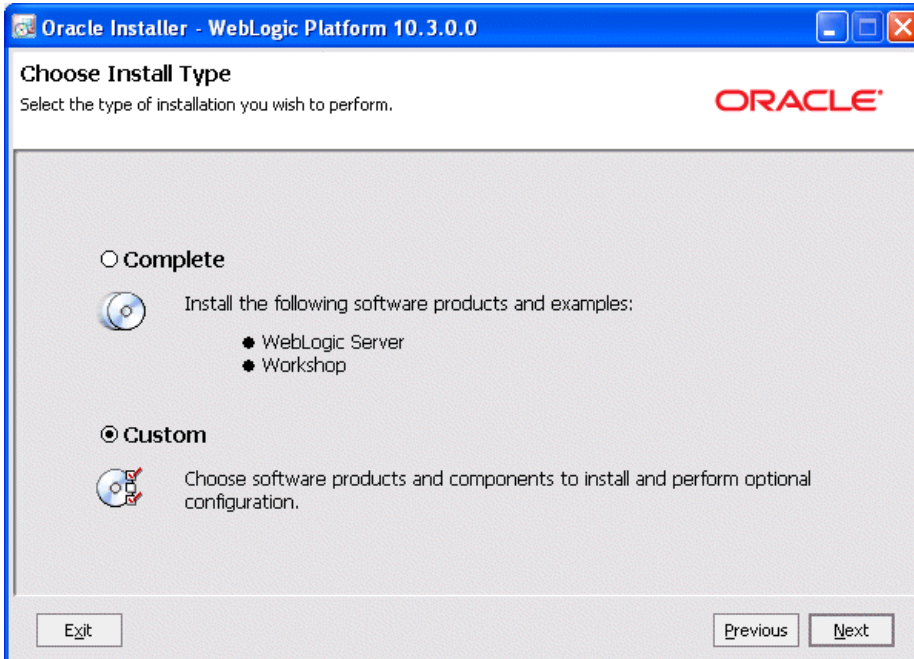 Oracle Installer - WebLogic Platform 10.3.0.0
Choose Install Type
Select the type of installation you wish to perform.
ORACLE
Complete
Install the following software products and examples:
WebLogic Server
Workshop
Custom
Choose software products and components to install and perform optional
configuration.
Exit
Previous
Next